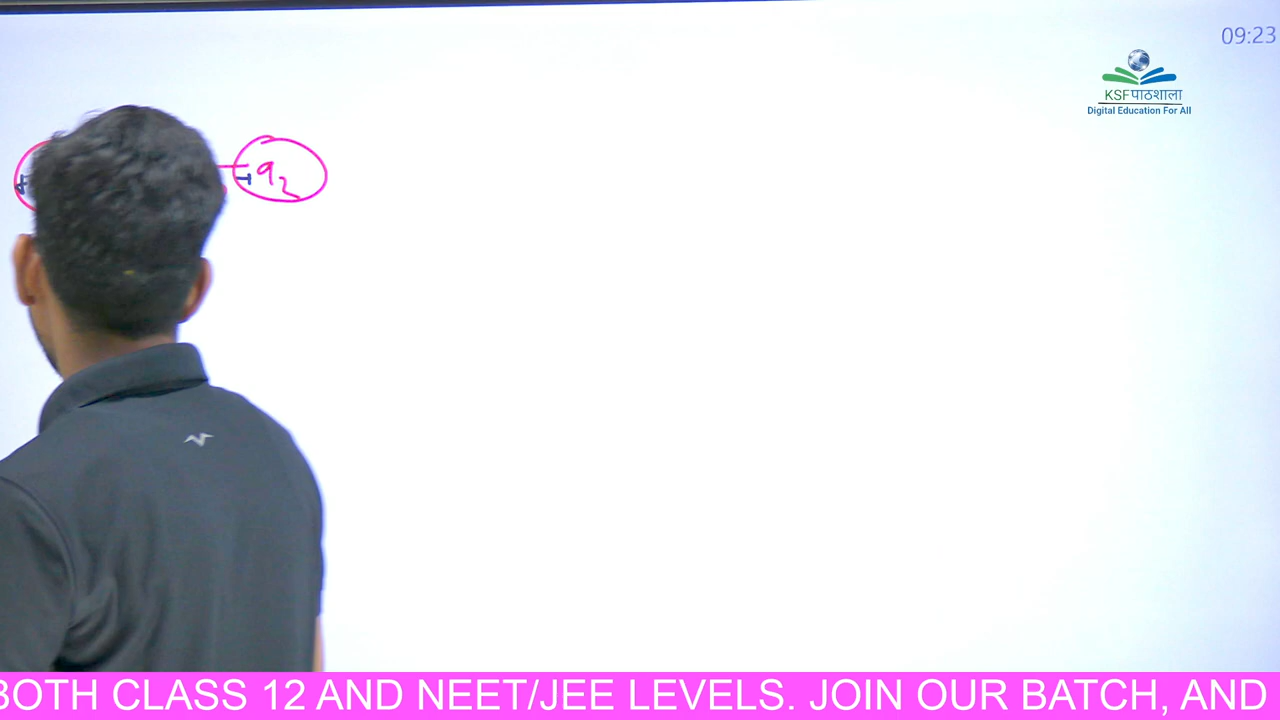 09:23
KSFपाठशाला
Digital Education For All
q2
BOTH CLASS 12 AND NEET/JEE LEVELS. JOIN OUR BATCH, AND